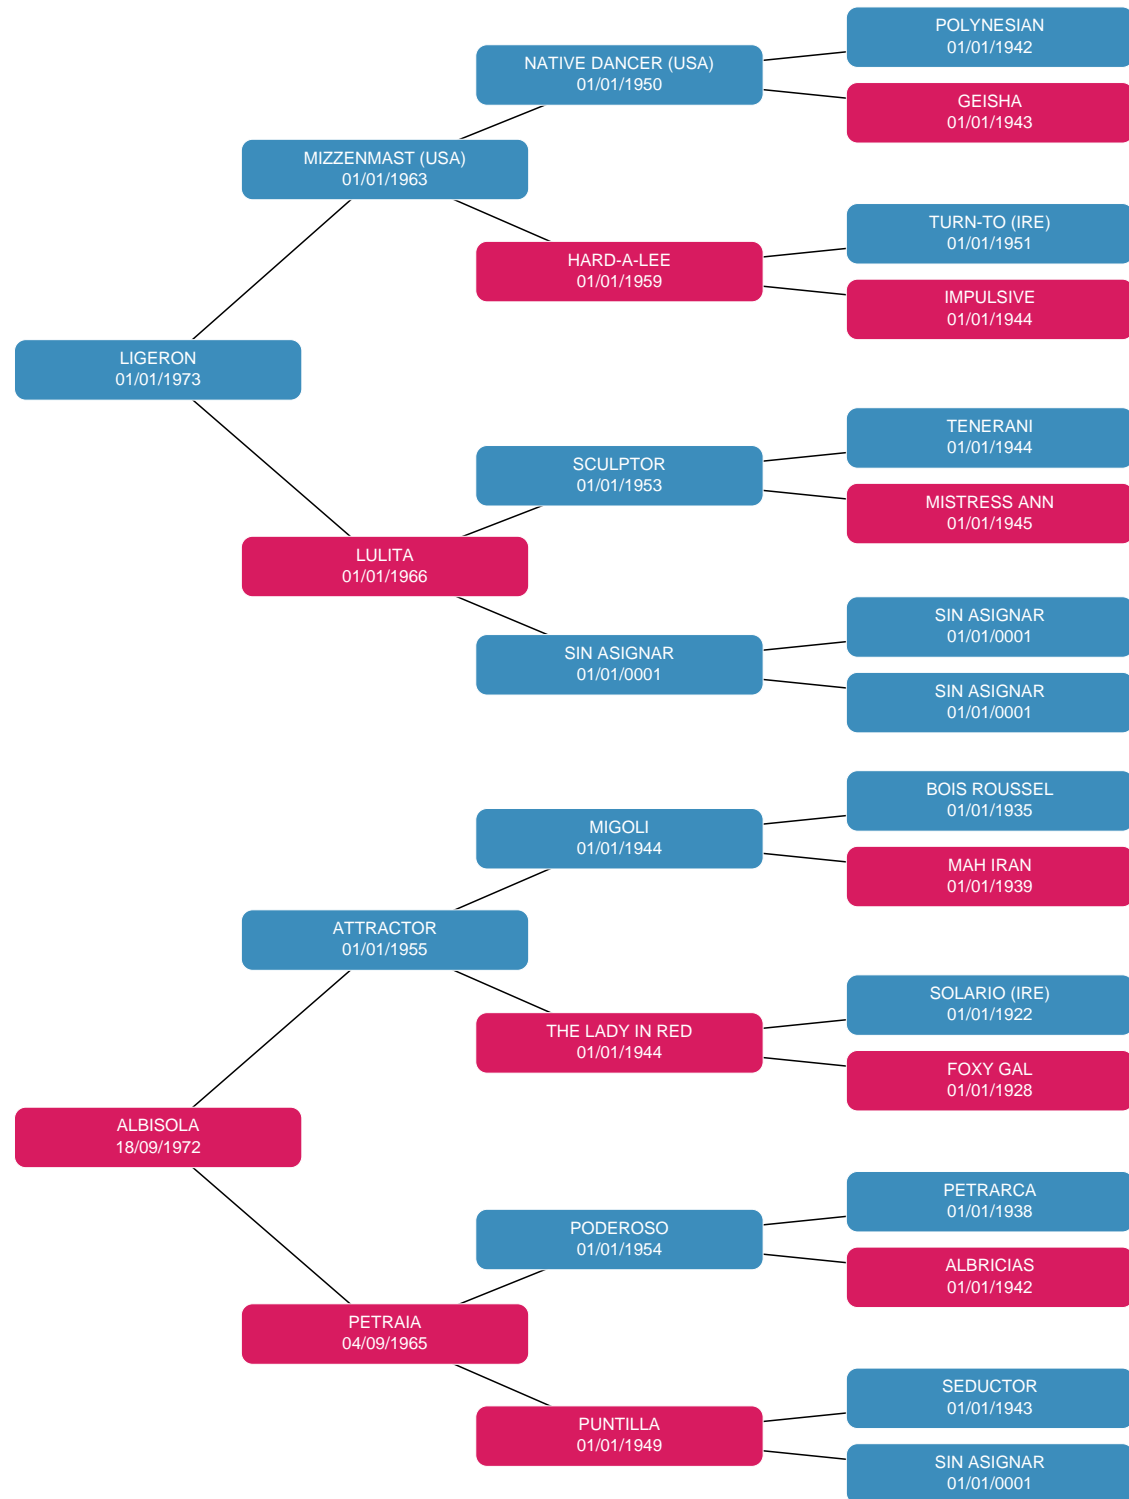 POLYNESIAN
01/01/1942
NATIVE DANCER (USA)
01/01/1950
GEISHA
01/01/1943
MIZZENMAST (USA)
01/01/1963
TURN-TO (IRE)
01/01/1951
HARD-A-LEE
01/01/1959
IMPULSIVE
01/01/1944
LIGERON
01/01/1973
TENERANI
01/01/1944
SCULPTOR
01/01/1953
MISTRESS ANN
01/01/1945
LULITA
01/01/1966
SIN ASIGNAR
01/01/0001
SIN ASIGNAR
01/01/0001
SIN ASIGNAR
01/01/0001
BOIS ROUSSEL
01/01/1935
MIGOLI
01/01/1944
MAH IRAN
01/01/1939
ATTRACTOR
01/01/1955
SOLARIO (IRE)
01/01/1922
THE LADY IN RED
01/01/1944
FOXY GAL
01/01/1928
ALBISOLA
18/09/1972
PETRARCA
01/01/1938
PODEROSO
01/01/1954
ALBRICIAS
01/01/1942
PETRAIA
04/09/1965
SEDUCTOR
01/01/1943
PUNTILLA
01/01/1949
SIN ASIGNAR
01/01/0001